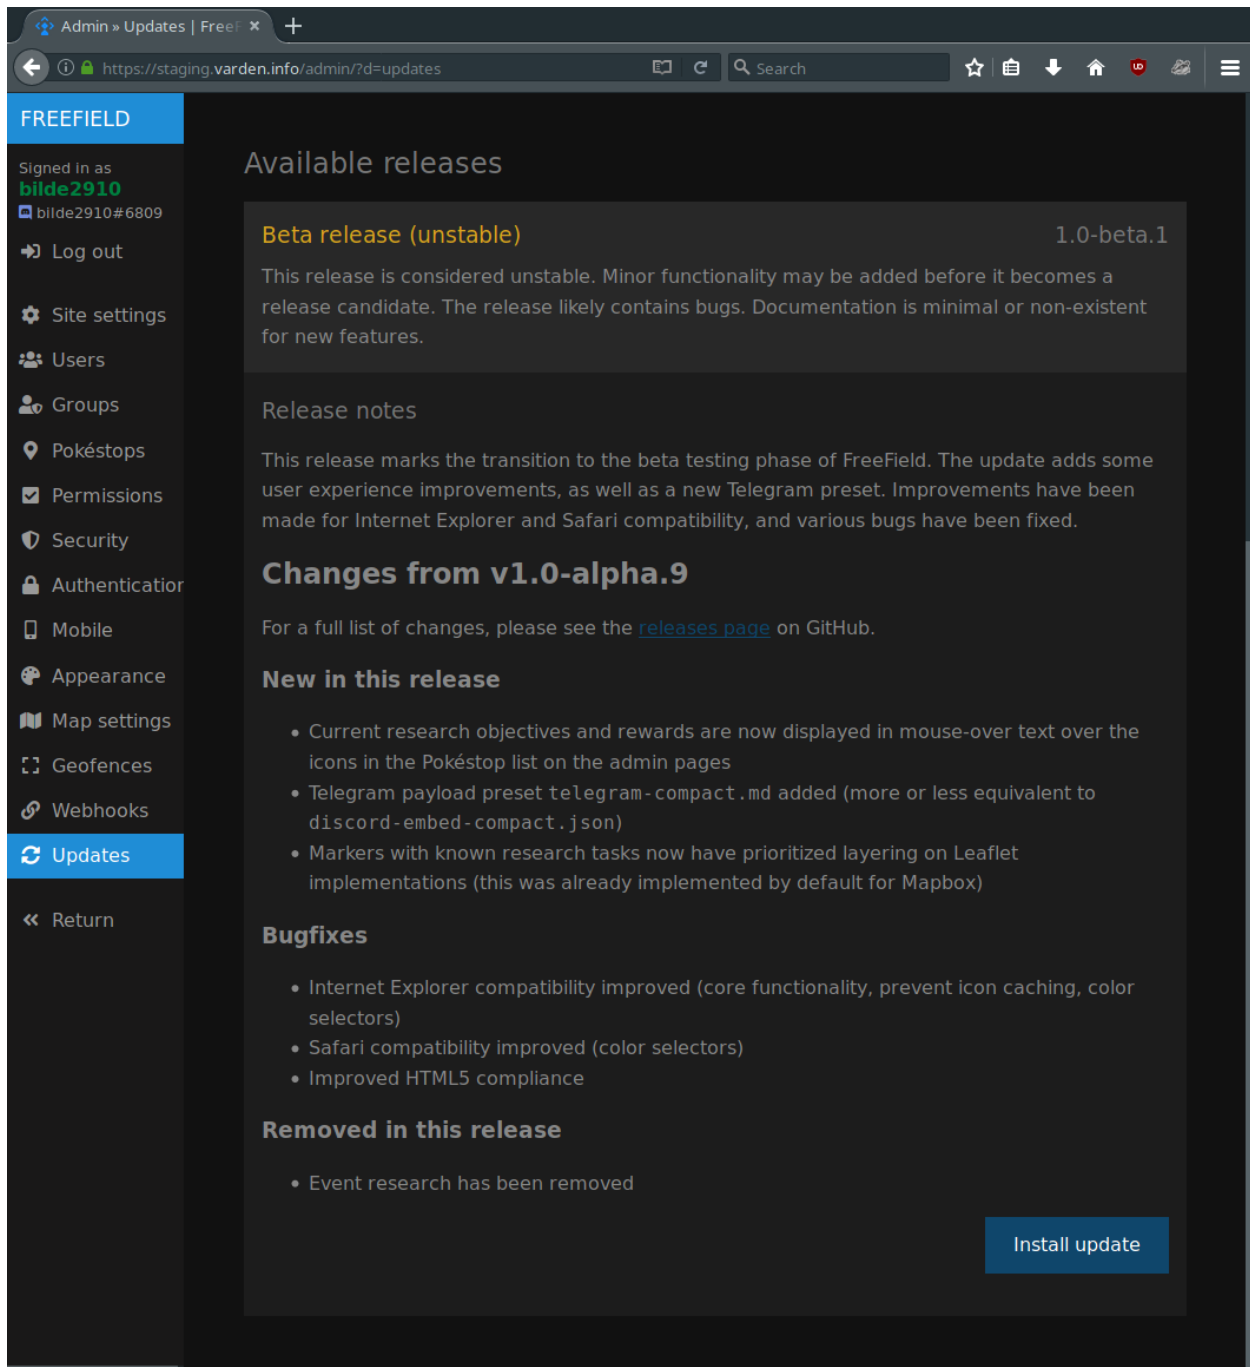 Admin » Updates | FreeF
https://staging.varden.info/admin/?d=updates
Search
FREEFIELD
Signed in as
bilde2910
bilde2910#6809
Log out
Site settings
Users
Groups
Pokéstops
Permissions
Security
Authentication
Mobile
Appearance
Map settings
Geofences
Webhooks
Updates
Return
Available releases
Beta release (unstable)
1.0-beta.1
This release is considered unstable. Minor functionality may be added before it becomes a
release candidate. The release likely contains bugs. Documentation is minimal or non-existent
for new features.
Release notes
This release marks the transition to the beta testing phase of FreeField. The update adds some
user experience improvements, as well as a new Telegram preset. Improvements have been
made for Internet Explorer and Safari compatibility, and various bugs have been fixed.
Changes from v1.0-alpha.9
For a full list of changes, please see the releases page on GitHub.
New in this release
• Current research objectives and rewards are now displayed in mouse-over text over the
icons in the Pokéstop list on the admin pages
• Telegram payload preset telegram-compact.md added (more or less equivalent to
discord-embed-compact.json)
• Markers with known research tasks now have prioritized layering on Leaflet
implementations (this was already implemented by default for Mapbox)
Bugfixes
• Internet Explorer compatibility improved (core functionality, prevent icon caching, color
selectors)
• Safari compatibility improved (color selectors)
• Improved HTML5 compliance
Removed in this release
• Event research has been removed
Install update